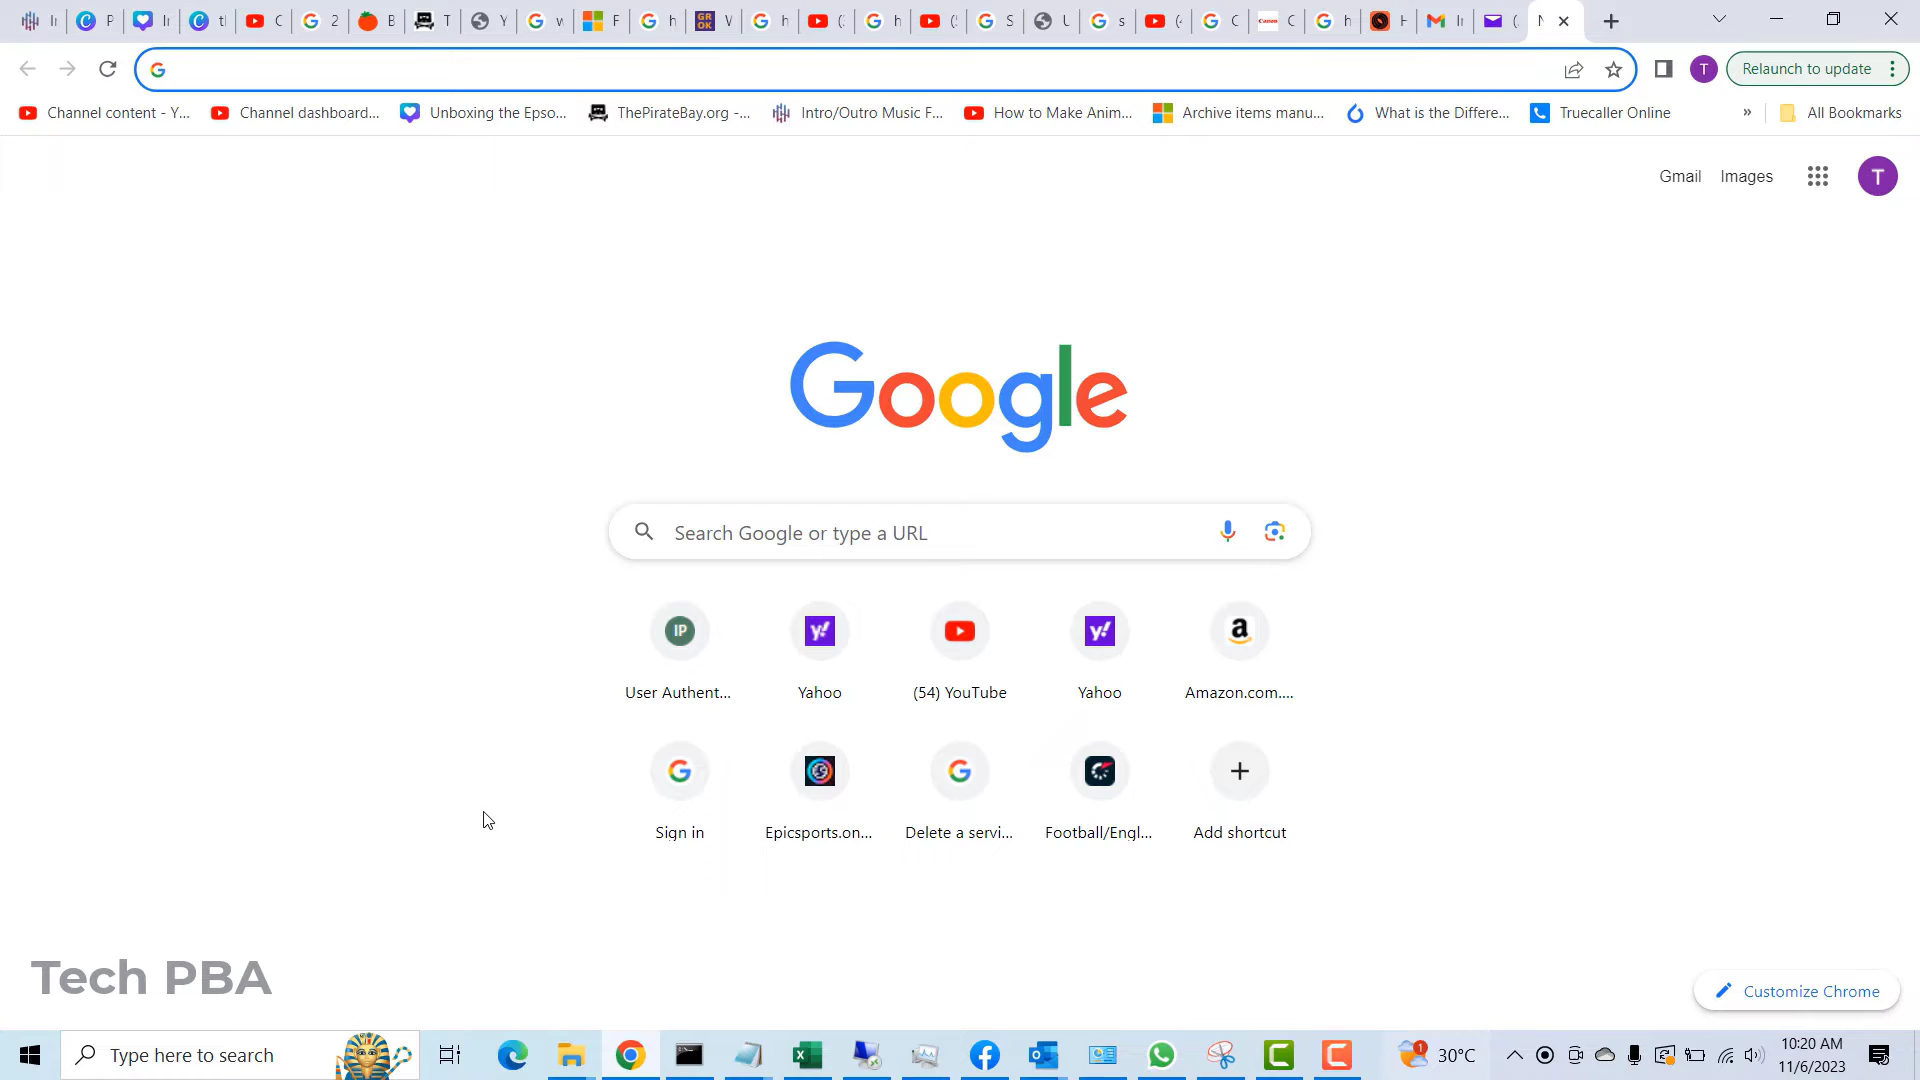 Relaunch to update
Channel content - Y...
Channel dashboard...
Unboxing the Epso...
ThePirateBay.org -...
Intro/Outro Music F...
How to Make Anim...
Archive items manu...
What is the Differe...
Truecaller Online
»
All Bookmarks
Gmail
Images
T
Google
Search Google or type a URL
IP
User Authent...
Yahoo
(54) YouTube
Yahoo
Amazon.com....
Sign in
Epicsports.on...
Delete a servi...
Football/Engl...
Add shortcut
Tech PBA
Customize Chrome
Type here to search
30°C
10:20 AM
11/6/2023